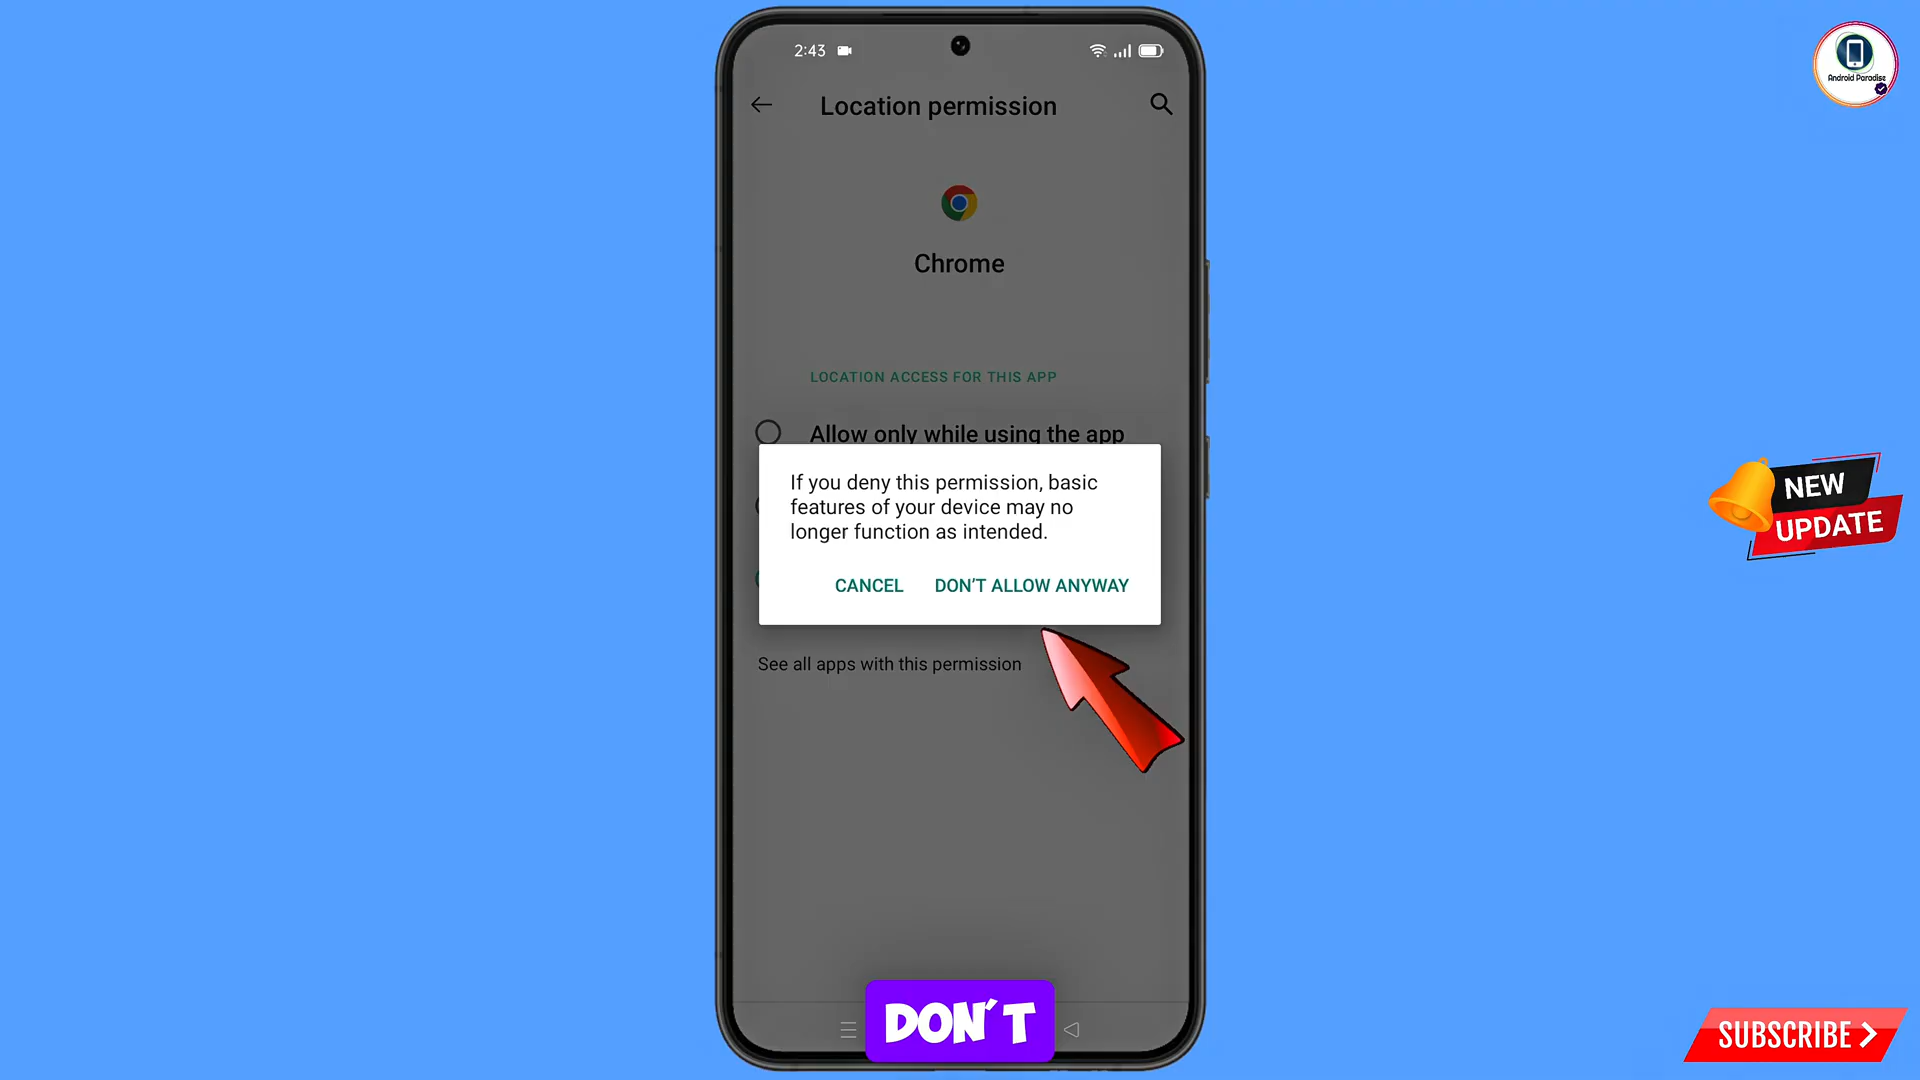 2:43
Android Paradise
Location permission
Chrome
LOCATION ACCESS FOR THIS APP
Allow only while using the app
If you deny this permission, basic
features of your device may no
longer function as intended.
CANCEL DON'T ALLOW ANYWAY
See all apps with this permission
NEW
UPDATE
DON'T
SUBSCRIBE